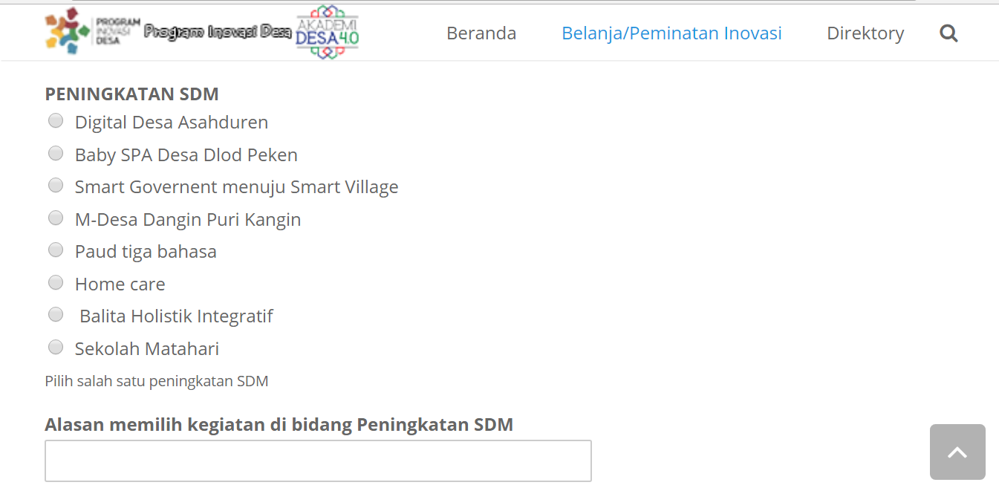 PROGRAM
INOVASI
DESA
Program Inovasi Desa
AKADEMI
DESA 4.0
Beranda
Belanja/Peminatan Inovasi
Direktory
PENINGKATAN SDM
Digital Desa Asahduren
Baby SPA Desa Dlod Peken
Smart Governent menuju Smart Village
M-Desa Dangin Puri Kangin
Paud tiga bahasa
Home care
Balita Holistik Integratif
Sekolah Matahari
Pilih salah satu peningkatan SDM
Alasan memilih kegiatan di bidang Peningkatan SDM